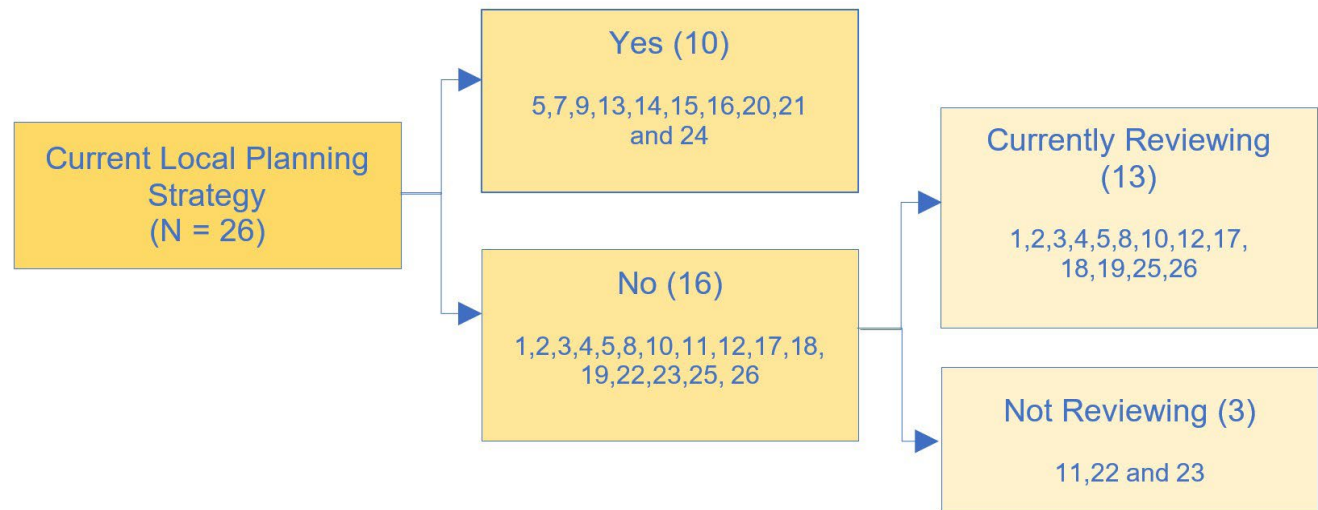 Current Local Planning
Strategy
(N = 26)
Yes (10)
5,7,9,13,14,15,16,20,21
and 24
No (16)
1,2,3,4,5,8,10,11,12,17,18,
19,22,23,25, 26
Currently Reviewing
(13)
1,2,3,4,5,8,10,12,17,
18,19,25,26
Not Reviewing (3)
11,22 and 23